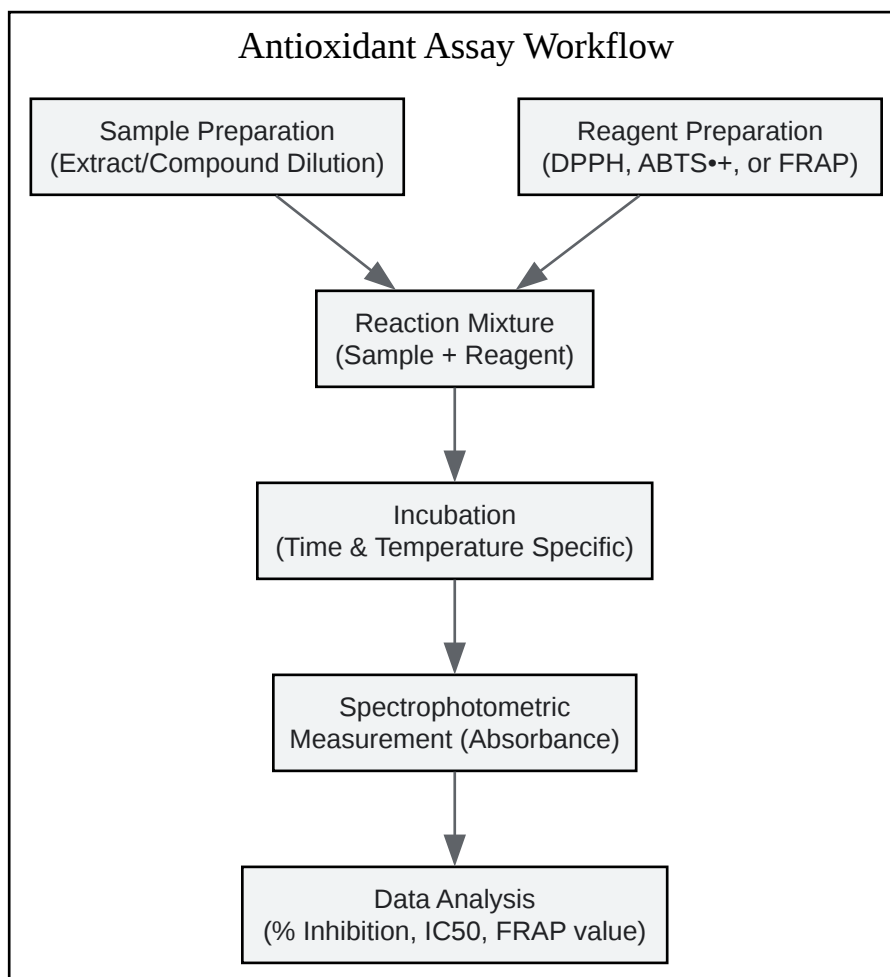 Antioxidant Assay Workflow
Sample Preparation
(Extract/Compound Dilution)
Reagent Preparation
(DPPH, ABTS•+, or FRAP)
Reaction Mixture
(Sample + Reagent)
Incubation
(Time & Temperature Specific)
Spectrophotometric
Measurement (Absorbance)
Data Analysis
(% Inhibition, IC50, FRAP value)